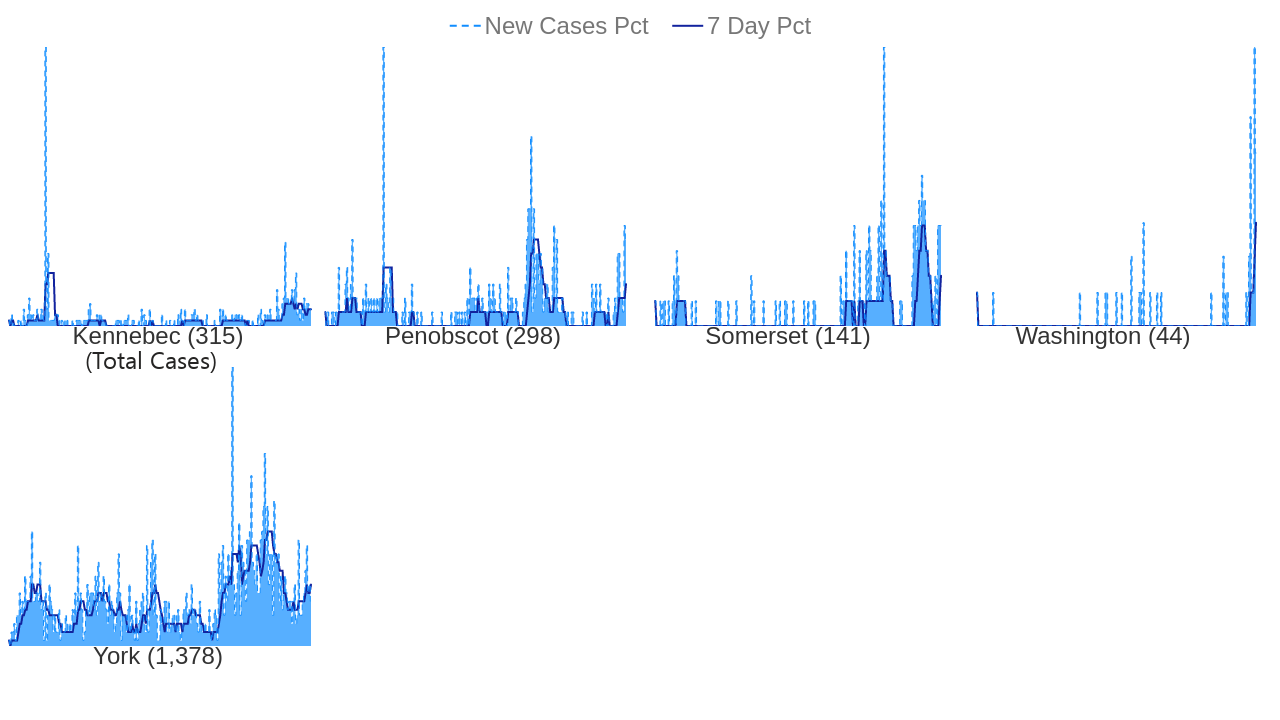 New Cases Pct 7 Day Pct
Kennebec (315) Penobscot (298) Somerset (141) Washington (44)
(Total Cases)
York (1,378)